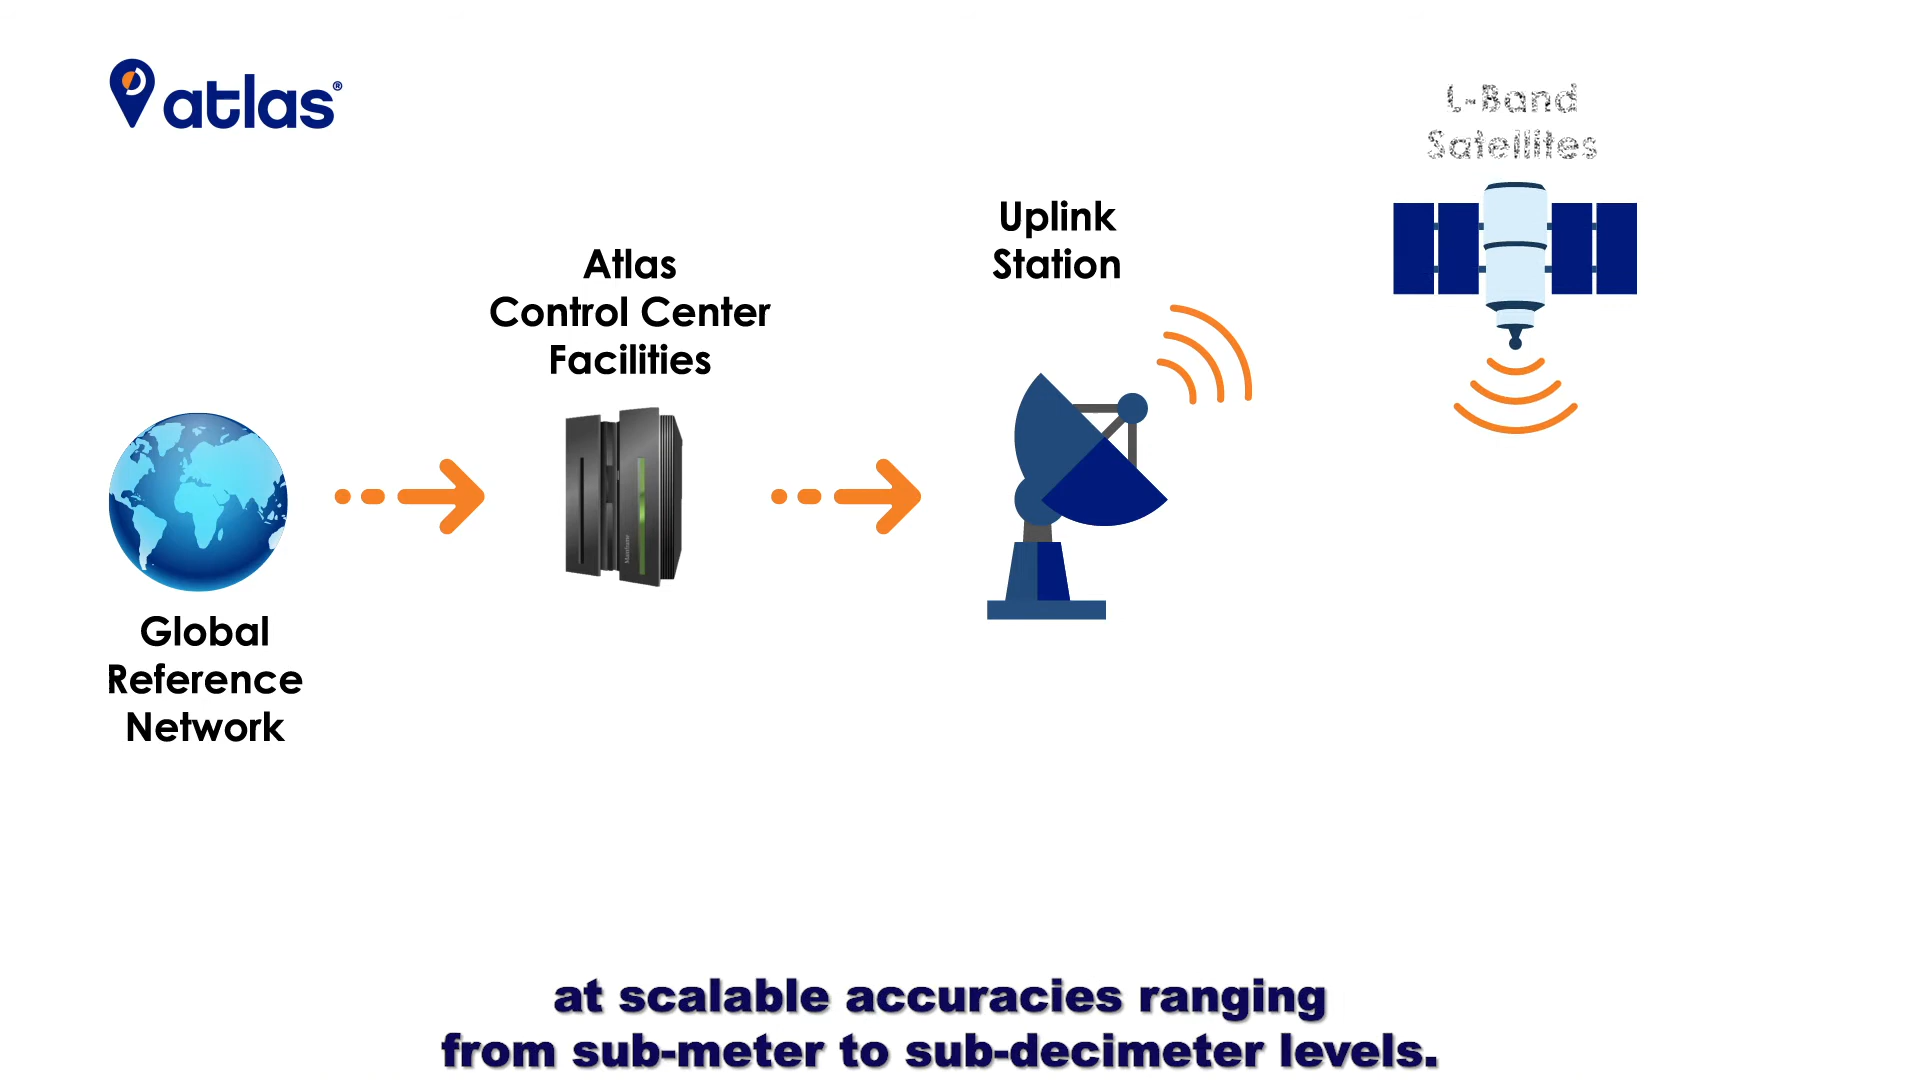 atlas®
L-Band
Satellites
Uplink
Station
Atlas
Control Center
Facilities
Global
Reference
Network
at scalable accuracies ranging
from sub-meter to sub-decimeter levels.